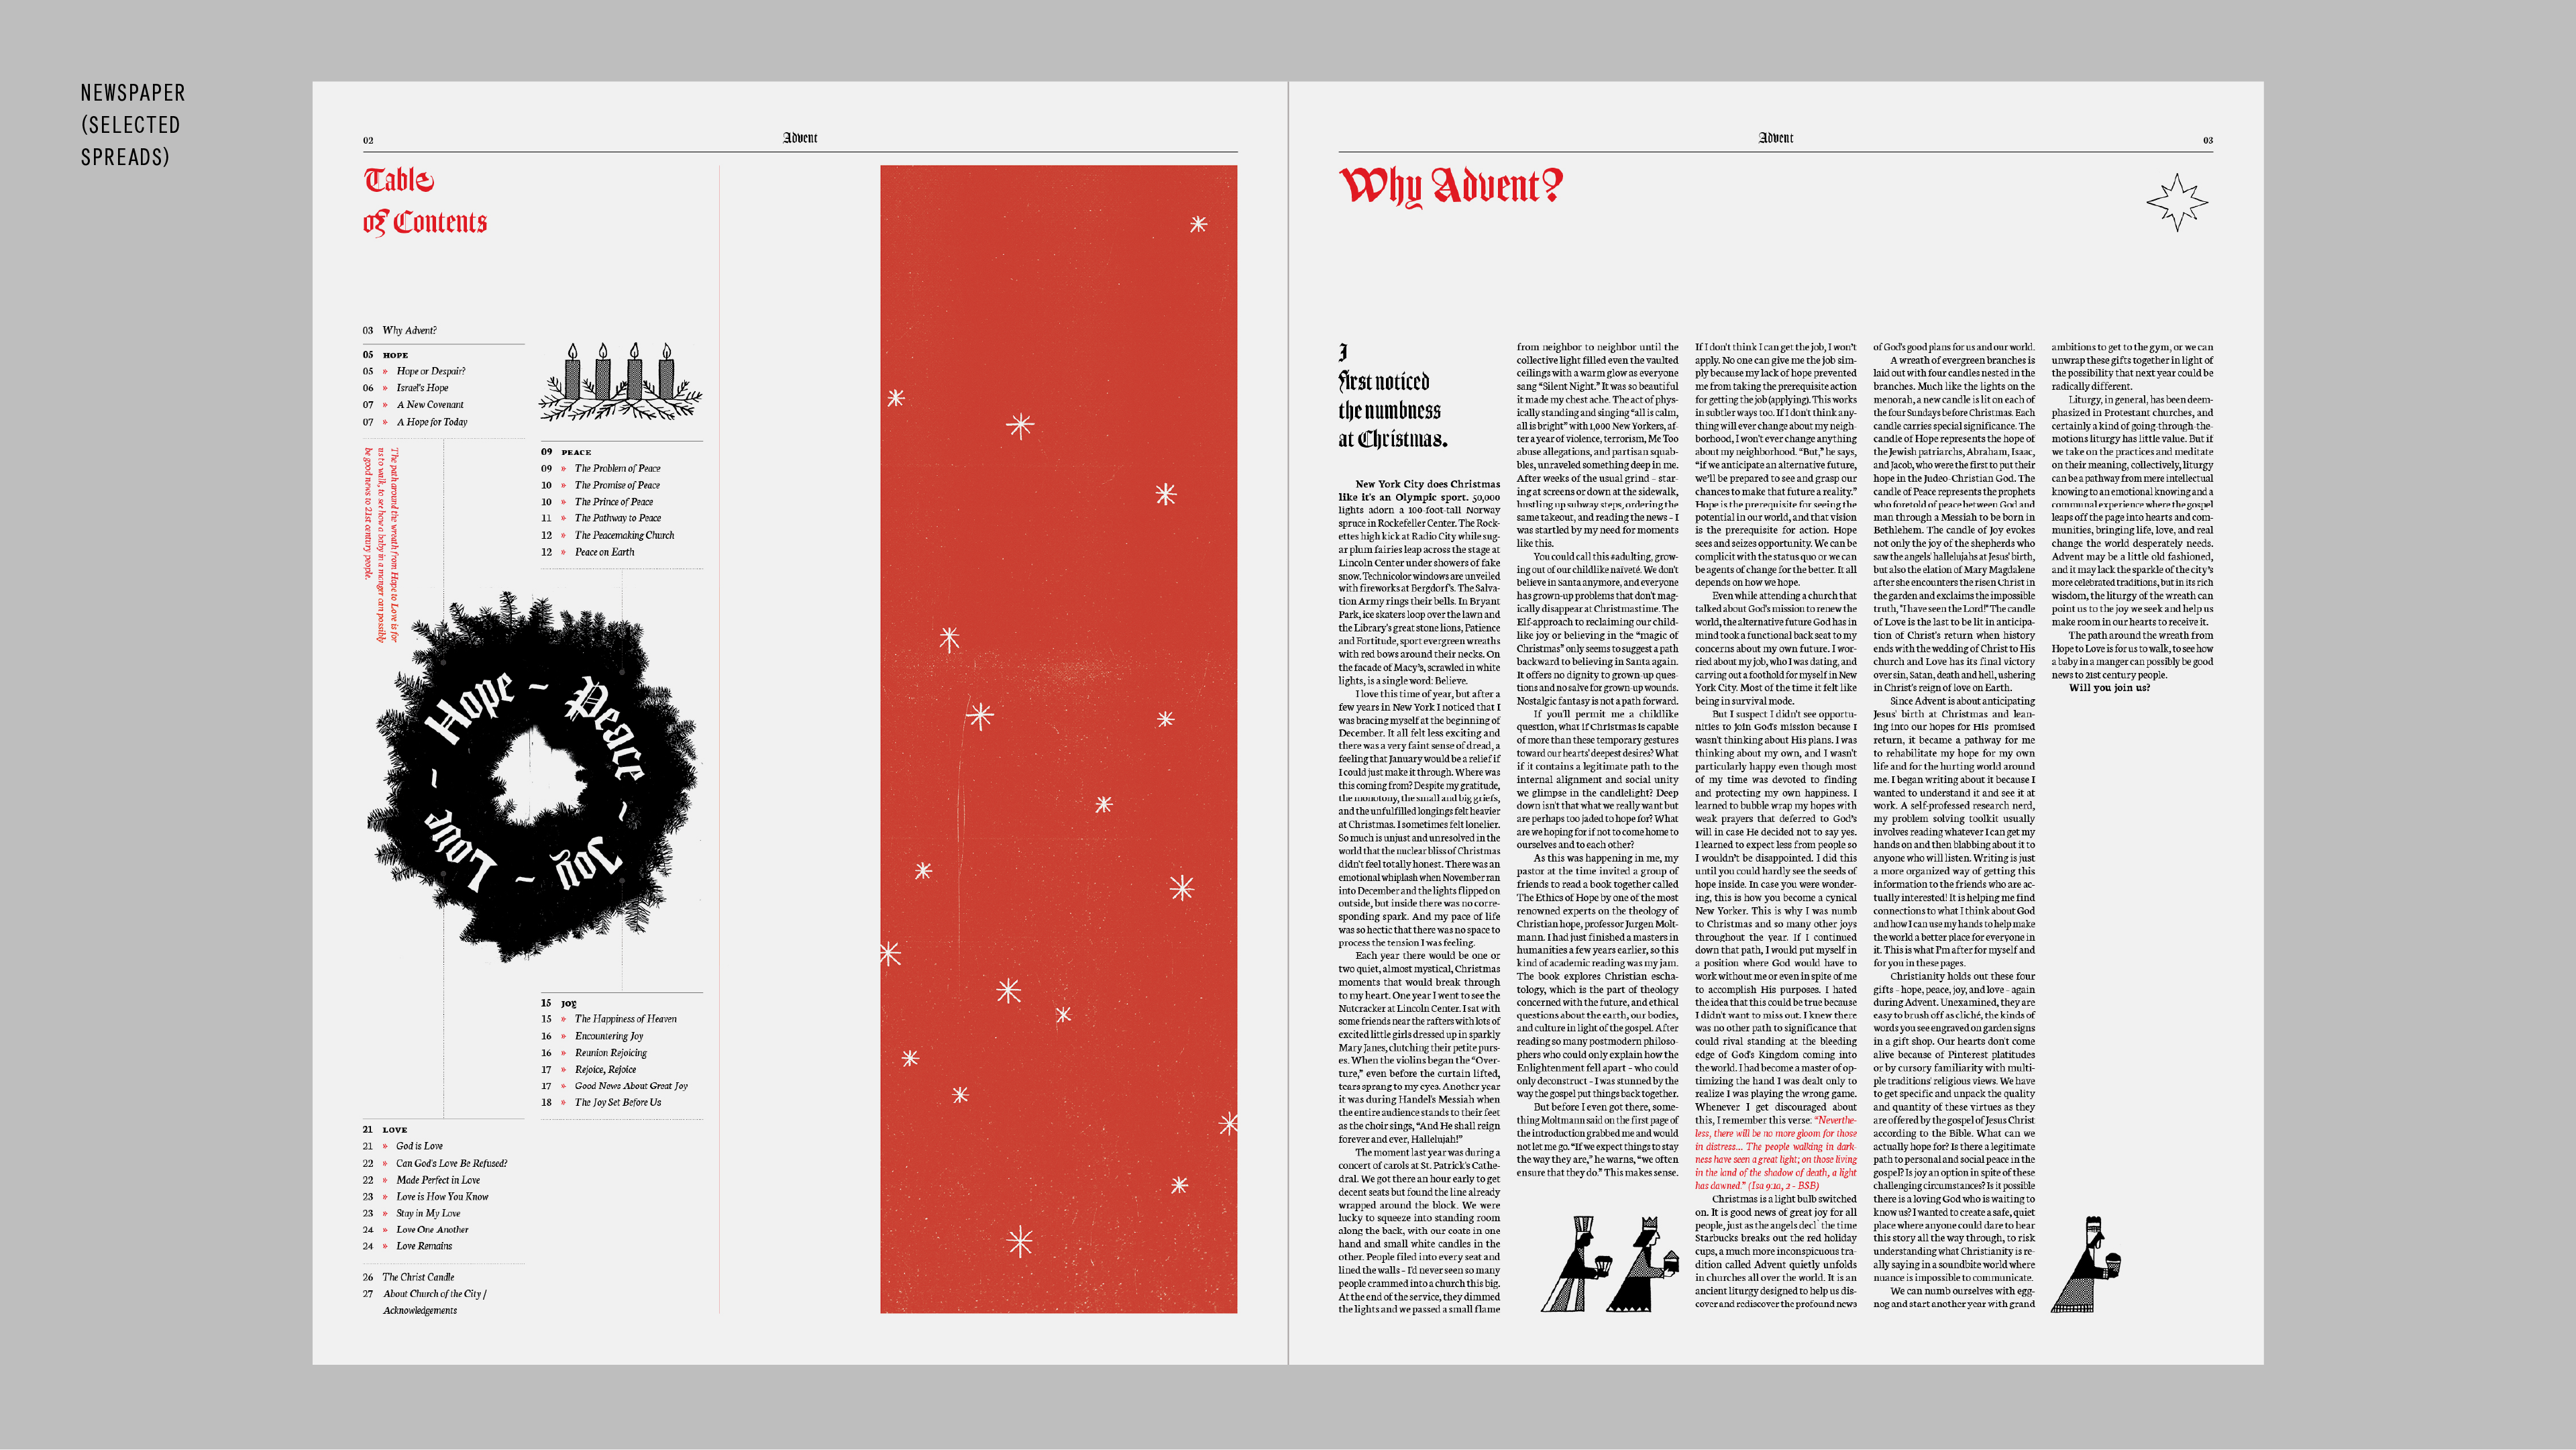 NEWSPAPER
(SELECTED
SPREADS)
02
Advent
Table
of Contents
03 Why Advent?
05 HOPE
05 » Hope or Despair?
06 » Israel's Hope
07 » A New Covenant
07 » A Hope for Today
The path around the wreath from Hope to Love is for
us to walk, to see how a baby in a manger can possibly
be good news to 21st century people.
09 PEACE
09 » The Problem of Peace
10 » The Promise of Peace
10 » The Prince of Peace
11 » The Pathway to Peace
12 » The Peacemaking Church
12 » Peace on Earth
Hope ~ Peace ~ Joy ~ Love ~
15 JOY
15 » The Happiness of Heaven
16 » Encountering Joy
16 » Reunion Rejoicing
17 » Rejoice, Rejoice
17 » Good News About Great Joy
18 » The Joy Set Before Us
21 LOVE
21 » God is Love
22 » Can God's Love Be Refused?
22 » Made Perfect in Love
23 » Love is How You Know
23 » Stay in My Love
24 » Love One Another
24 » Love Remains
26 The Christ Candle
27 About Church of the City /
Acknowledgements
Advent
03
Why Advent?
I
first noticed
the numbness
at Christmas.
New York City does Christmas
like it's an Olympic sport. 50,000
lights adorn a 100-foot-tall Norway
spruce in Rockefeller Center. The Rock-
ettes high kick at Radio City while sug-
ar plum fairies leap across the stage at
Lincoln Center under showers of fake
snow. Technicolor windows are unveiled
with fireworks at Bergdorf's. The Salva-
tion Army rings their bells. In Bryant
Park, ice skaters loop over the lawn and
the Library's great stone lions, Patience
and Fortitude, sport evergreen wreaths
with red bows around their necks. On
the facade of Macy's, scrawled in white
lights, is a single word: Believe.
I love this time of year, but after a
few years in New York I noticed that I
was bracing myself at the beginning of
December. It all felt less exciting and
there was a very faint sense of dread, a
feeling that January would be a relief if
I could just make it through. Where was
this coming from? Despite my gratitude,
the monotony, the small and big griefs,
and the unfulfilled longings felt heavier
at Christmas. I sometimes felt lonelier.
So much is unjust and unresolved in the
world that the nuclear bliss of Christmas
didn't feel totally honest. There was an
emotional whiplash when November ran
into December and the lights flipped on
outside, but inside there was no corre-
sponding spark. And my pace of life
was so hectic that there was no space to
process the tension I was feeling.
Each year there would be one or
two quiet, almost mystical, Christmas
moments that would break through
to my heart. One year I went to see the
Nutcracker at Lincoln Center. I sat with
some friends near the rafters with lots of
excited little girls dressed up in sparkly
Mary Janes, clutching their petite purs-
es. When the violins began the “Over-
ture,” even before the curtain lifted,
tears sprang to my eyes. Another year
it was during Handel's Messiah when
the entire audience stands to their feet
as the choir sings, “And He shall reign
forever and ever, Hallelujah!”
The moment last year was during a
concert of carols at St. Patrick's Cathe-
dral. We got there an hour early to get
decent seats but found the line already
wrapped around the block. We were
lucky to squeeze into standing room
along the back, with our coats in one
hand and small white candles in the
other. People filed into every seat and
lined the walls – I'd never seen so many
people crammed into a church this big.
At the end of the service, they dimmed
the lights and we passed a small flame
from neighbor to neighbor until the
collective light filled even the vaulted
ceilings with a warm glow as everyone
sang “Silent Night.” It was so beautiful
it made my chest ache. The act of phys-
ically standing and singing “all is calm,
all is bright” with 1,000 New Yorkers, af-
ter a year of violence, terrorism, Me Too
abuse allegations, and partisan squab-
bles, unraveled something deep in me.
After weeks of the usual grind – star-
ing at screens or down at the sidewalk,
hustling up subway steps, ordering the
same takeout, and reading the news – I
was startled by my need for moments
like this.
You could call this #adulting, grow-
ing out of our childlike naïveté. We don't
believe in Santa anymore, and everyone
has grown-up problems that don't mag-
ically disappear at Christmastime. The
Elf-approach to reclaiming our child-
like joy or believing in the “magic of
Christmas” only seems to suggest a path
backward to believing in Santa again.
It offers no dignity to grown-up ques-
tions and no salve for grown-up wounds.
Nostalgic fantasy is not a path forward.
If you'll permit me a childlike
question, what if Christmas is capable
of more than these temporary gestures
toward our hearts' deepest desires? What
if it contains a legitimate path to the
internal alignment and social unity
we glimpse in the candlelight? Deep
down isn't that what we really want but
are perhaps too jaded to hope for? What
are we hoping for if not to come home to
ourselves and to each other?
As this was happening in me, my
pastor at the time invited a group of
friends to read a book together called
The Ethics of Hope by one of the most
renowned experts on the theology of
Christian hope, professor Jurgen Molt-
mann. I had just finished a masters in
humanities a few years earlier, so this
kind of academic reading was my jam.
The book explores Christian escha-
tology, which is the part of theology
concerned with the future, and ethical
questions about the earth, our bodies,
and culture in light of the gospel. After
reading so many postmodern philoso-
phers who could only explain how the
Enlightenment fell apart – who could
only deconstruct – I was stunned by the
way the gospel put things back together.
But before I even got there, some-
thing Moltmann said on the first page of
the introduction grabbed me and would
not let me go. “If we expect things to stay
the way they are,” he warns, “we often
ensure that they do.” This makes sense.
If I don't think I can get the job, I won't
apply. No one can give me the job sim-
ply because my lack of hope prevented
me from taking the prerequisite action
for getting the job (applying). This works
in subtler ways too. If I don't think any-
thing will ever change about my neigh-
borhood, I won't ever change anything
about my neighborhood. “But,” he says,
“if we anticipate an alternative future,
we'll be prepared to see and grasp our
chances to make that future a reality.”
Hope is the prerequisite for seeing the
potential in our world, and that vision
is the prerequisite for action. Hope
sees and seizes opportunity. We can be
complicit with the status quo or we can
be agents of change for the better. It all
depends on how we hope.
Even while attending a church that
talked about God's mission to renew the
world, the alternative future God has in
mind took a functional back seat to my
concerns about my own future. I wor-
ried about my job, who I was dating, and
carving out a foothold for myself in New
York City. Most of the time it felt like
being in survival mode.
But I suspect I didn't see opportu-
nities to join God's mission because I
wasn't thinking about His plans. I was
thinking about my own, and I wasn't
particularly happy even though most
of my time was devoted to finding
and protecting my own happiness. I
learned to bubble wrap my hopes with
weak prayers that deferred to God's
will in case He decided not to say yes.
I learned to expect less from people so
I wouldn't be disappointed. I did this
until you could hardly see the seeds of
hope inside. In case you were wonder-
ing, this is how you become a cynical
New Yorker. This is why I was numb
to Christmas and so many other joys
throughout the year. If I continued
down that path, I would put myself in
a position where God would have to
work without me or even in spite of me
to accomplish His purposes. I hated
the idea that this could be true because
I didn't want to miss out. I knew there
was no other path to significance that
could rival standing at the bleeding
edge of God's Kingdom coming into
the world. I had become a master of op-
timizing the hand I was dealt only to
realize I was playing the wrong game.
Whenever I get discouraged about
this, I remember this verse: “Neverthe-
less, there will be no more gloom for those
in distress... The people walking in dark-
ness have seen a great light; on those living
in the land of the shadow of death, a light
has dawned.” (Isa 9:1a, 2 - BSB)
Christmas is a light bulb switched
on. It is good news of great joy for all
people, just as the angels decl' the time
Starbucks breaks out the red holiday
cups, a much more inconspicuous tra-
dition called Advent quietly unfolds
in churches all over the world. It is an
ancient liturgy designed to help us dis-
cover and rediscover the profound news
of God's good plans for us and our world.
A wreath of evergreen branches is
laid out with four candles nested in the
branches. Much like the lights on the
menorah, a new candle is lit on each of
the four Sundays before Christmas. Each
candle carries special significance. The
candle of Hope represents the hope of
the Jewish patriarchs, Abraham, Isaac,
and Jacob, who were the first to put their
hope in the Judeo-Christian God. The
candle of Peace represents the prophets
who foretold of peace between God and
man through a Messiah to be born in
Bethlehem. The candle of Joy evokes
not only the joy of the shepherds who
saw the angels' hallelujahs at Jesus' birth,
but also the elation of Mary Magdalene
after she encounters the risen Christ in
the garden and exclaims the impossible
truth, "I have seen the Lord!" The candle
of Love is the last to be lit in anticipa-
tion of Christ's return when history
ends with the wedding of Christ to His
church and Love has its final victory
over sin, Satan, death and hell, ushering
in Christ's reign of love on Earth.
Since Advent is about anticipating
Jesus' birth at Christmas and lean-
ing into our hopes for His promised
return, it became a pathway for me
to rehabilitate my hope for my own
life and for the hurting world around
me. I began writing about it because I
wanted to understand it and see it at
work. A self-professed research nerd,
my problem solving toolkit usually
involves reading whatever I can get my
hands on and then blabbing about it to
anyone who will listen. Writing is just
a more organized way of getting this
information to the friends who are ac-
tually interested! It is helping me find
connections to what I think about God
and how I can use my hands to help make
the world a better place for everyone in
it. This is what I'm after for myself and
for you in these pages.
Christianity holds out these four
gifts – hope, peace, joy, and love – again
during Advent. Unexamined, they are
easy to brush off as cliché, the kinds of
words you see engraved on garden signs
in a gift shop. Our hearts don't come
alive because of Pinterest platitudes
or by cursory familiarity with multi-
ple traditions' religious views. We have
to get specific and unpack the quality
and quantity of these virtues as they
are offered by the gospel of Jesus Christ
according to the Bible. What can we
actually hope for? Is there a legitimate
path to personal and social peace in the
gospel? Is joy an option in spite of these
challenging circumstances? Is it possible
there is a loving God who is waiting to
know us? I wanted to create a safe, quiet
place where anyone could dare to hear
this story all the way through, to risk
understanding what Christianity is re-
ally saying in a soundbite world where
nuance is impossible to communicate.
We can numb ourselves with egg-
nog and start another year with grand
ambitions to get to the gym, or we can
unwrap these gifts together in light of
the possibility that next year could be
radically different.
Liturgy, in general, has been deem-
phasized in Protestant churches, and
certainly a kind of going-through-the-
motions liturgy has little value. But if
we take on the practices and meditate
on their meaning, collectively, liturgy
can be a pathway from mere intellectual
knowing to an emotional knowing and a
communal experience where the gospel
leaps off the page into hearts and com-
munities, bringing life, love, and real
change the world desperately needs.
Advent may be a little old fashioned,
and it may lack the sparkle of the city's
more celebrated traditions, but in its rich
wisdom, the liturgy of the wreath can
point us to the joy we seek and help us
make room in our hearts to receive it.
The path around the wreath from
Hope to Love is for us to walk, to see how
a baby in a manger can possibly be good
news to 21st century people.
Will you join us?